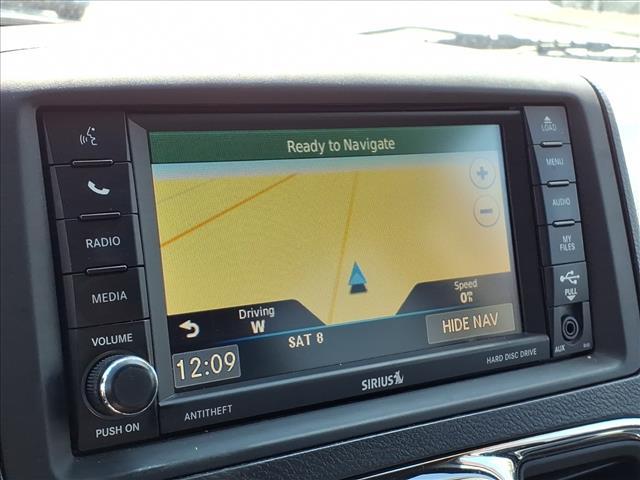 Ready to Navigate
LOAD
MENU
AUDIO
MY
FILES
PULL
AUX
RADIO
MEDIA
VOLUME
PUSH ON
Driving
W
Speed
0
SAT 8
HIDE NAV
12:09
ANTITHEFT
SIRIUS
HARD DISC DRIVE